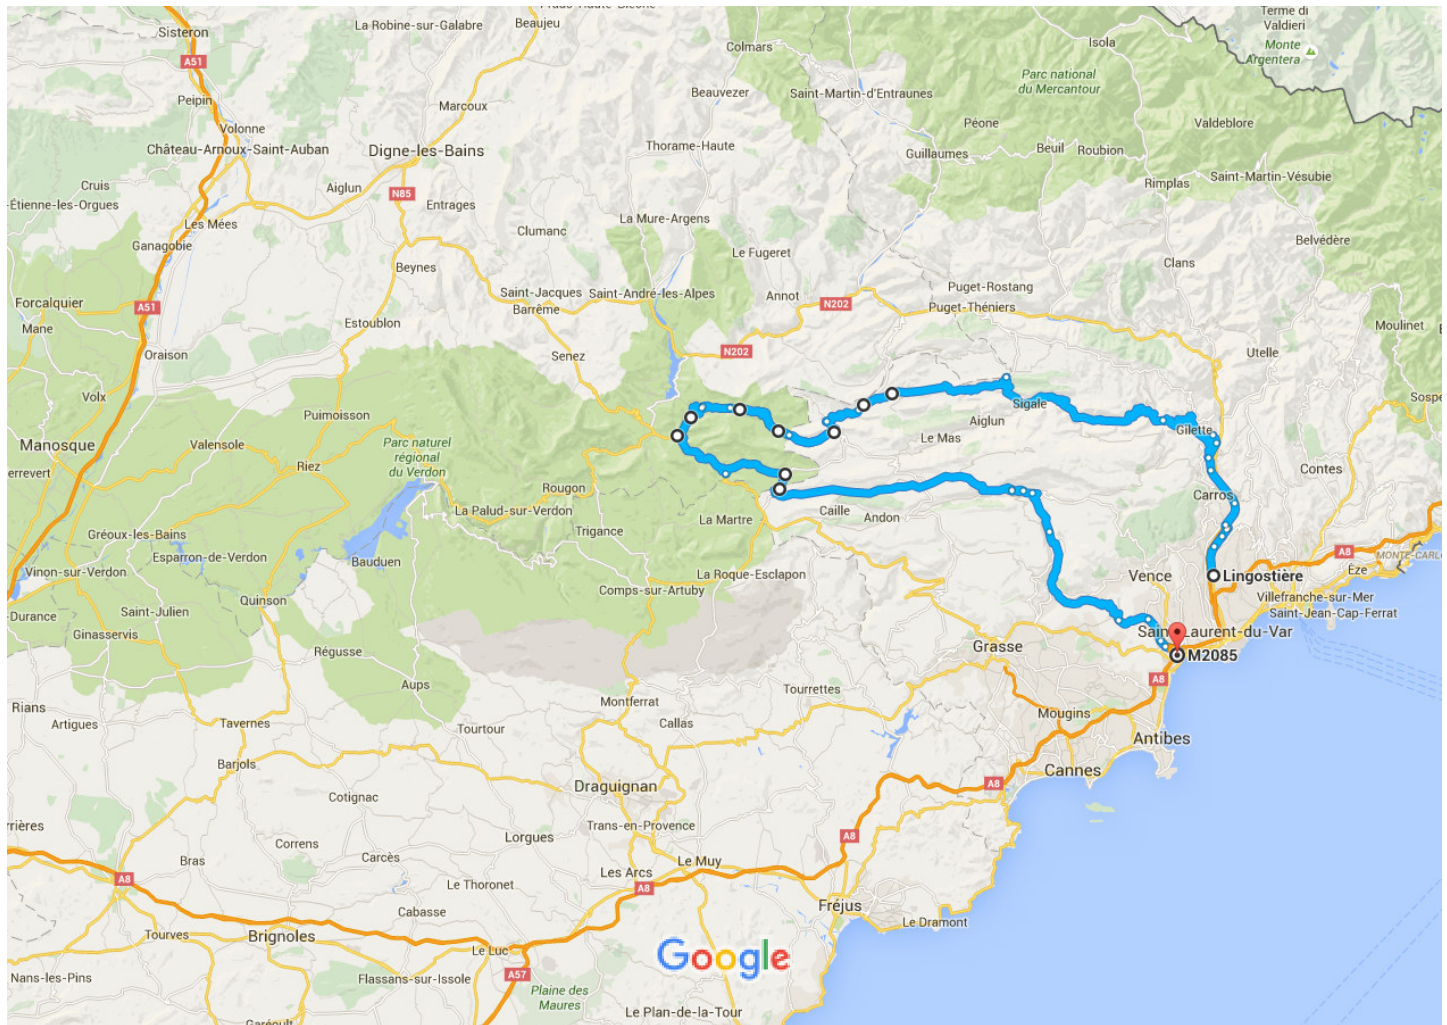 Sisteron
La Robine-sur-Galabre
Beaujeu
Terme di
Valdieri
Colmars
Isola
Monte
Argentera
A51
Parc national
du Mercantour
Peipin
Marcoux
Beauvezer
Saint-Martin-d'Entraunes
Volonne
Péone
Valdeblore
Château-Arnoux-Saint-Auban
Digne-les-Bains
Thorame-Haute
Guillaumes
Beuil
Roubion
Cruis
Aiglun
N85
Rimplas
Saint-Martin-Vésubie
-Étienne-les-Orgues
Entrages
Les Mées
La Mure-Argens
Clumanc
Ganagobie
Le Fugeret
Belvédère
Beynes
Clans
Forcalquier
Saint-Jacques
Saint-André-les-Alpes
Annot
N202
Puget-Rostang
A51
Barrême
Puget-Théniers
Mane
Estoublon
Moulinet
Oraison
Senez
N202
Utelle
Volx
Sospe
Puimoisson
Sigale
Aiglun
Gilette
Manosque
Valensole
Parc naturel
régional
du Verdon
Le Mas
errevert
Riez
Contes
Rougon
Carros
La Palud-sur-Verdon
Caille
Andon
La Martre
Trigance
Gréoux-les-Bains
Esparron-de-Verdon
Bauduen
A8
MONTE-CARLO
Vinon-sur-Verdon
La Roque-Esclapon
Vence
Lingostière
Èze
Quinson
Comps-sur-Artuby
Villefranche-sur-Mer
-Durance
Saint-Julien
Saint-Jean-Cap-Ferrat
Ginasservis
Saint-Laurent-du-Var
Régusse
Grasse
M2085
Aups
A8
Tourrettes
Rians
Montferrat
Artigues
Tavernes
Tourtour
Callas
Mougins
Antibes
Barjols
Cannes
Draguignan
A8
Cotignac
rrières
Trans-en-Provence
Lorgues
A8
Correns
Bras
Carcès
Le Muy
Les Arcs
A8
Le Thoronet
A8
Fréjus
Cabasse
Le Dramont
Tourves
Brignoles
Le Luc
Google
Nans-les-Pins
Flassans-sur-Issole
A57
Plaine des
Maures
Le Plan-de-la-Tour